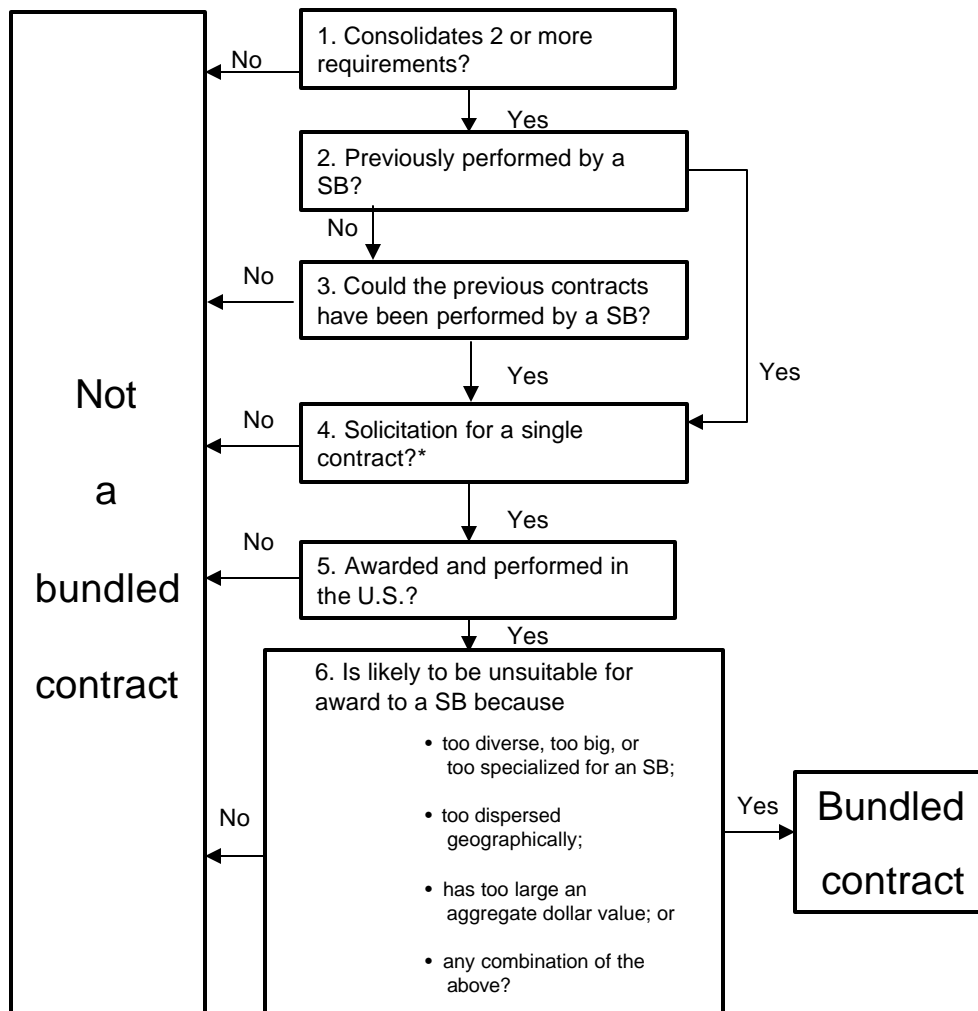 1. Consolidates 2 or more
requirements?
No
Yes
2. Previously performed by a
SB?
No
Yes
3. Could the previous contracts
have been performed by a SB?
No
Yes
4. Solicitation for a single
contract?*
No
Yes
5. Awarded and performed in
the U.S.?
No
Yes
6. Is likely to be unsuitable for
award to a SB because
• too diverse, too big, or
too specialized for an SB;
• too dispersed
geographically;
• has too large an
aggregate dollar value; or
• any combination of the
above?
No
Yes
Not
a
bundled
contract
Bundled
contract